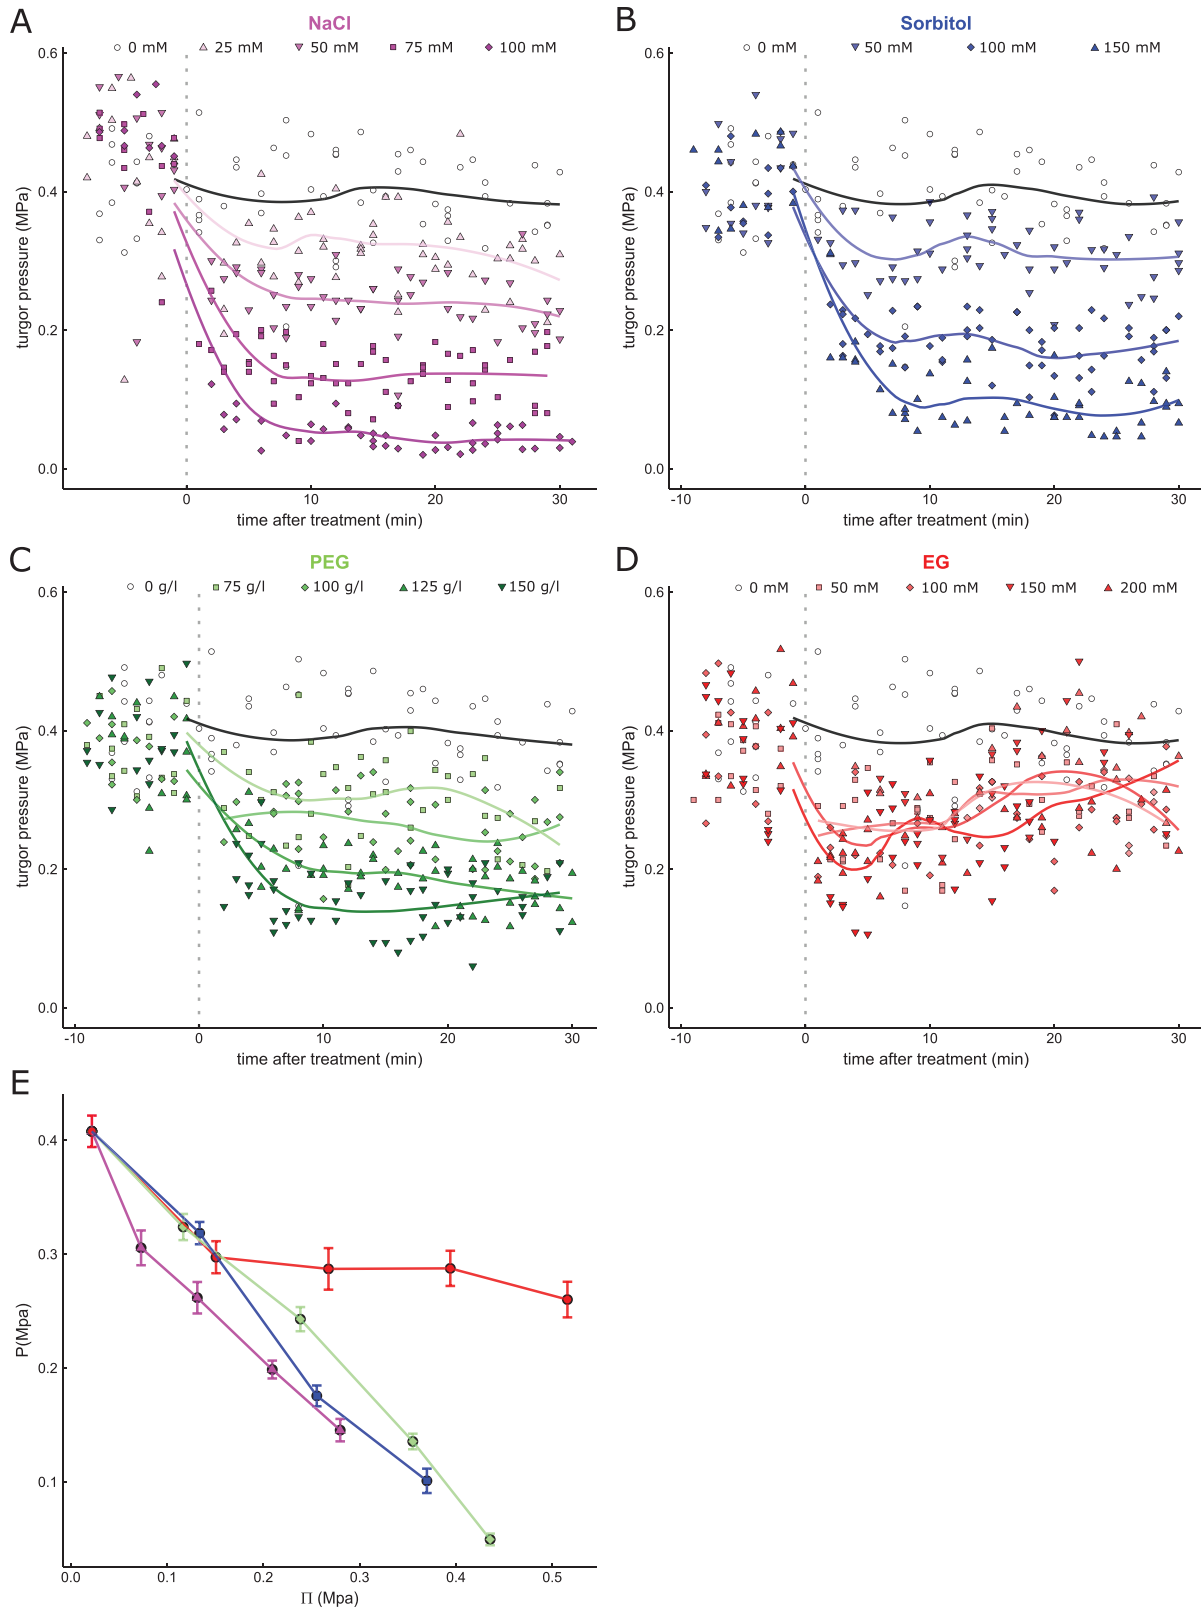 A
NaCl
0 mM 25 mM 50 mM 75 mM 100 mM
0.6
0.4
0.2
0.0
turgor pressure (MPa)
0 10 20 30
time after treatment (min)
B
Sorbitol
0 mM 50 mM 100 mM 150 mM
0.6
0.4
0.2
0.0
turgor pressure (MPa)
-10 0 10 20 30
time after treatment (min)
C
PEG
0 g/l 75 g/l 100 g/l 125 g/l 150 g/l
0.6
0.4
0.2
0.0
turgor pressure (MPa)
-10 0 10 20 30
time after treatment (min)
D
EG
0 mM 50 mM 100 mM 150 mM 200 mM
0.6
0.4
0.2
0.0
turgor pressure (MPa)
-10 0 10 20 30
time after treatment (min)
E
0.4
0.3
0.2
0.1
P(Mpa)
0.0 0.1 0.2 0.3 0.4 0.5
Π (Mpa)